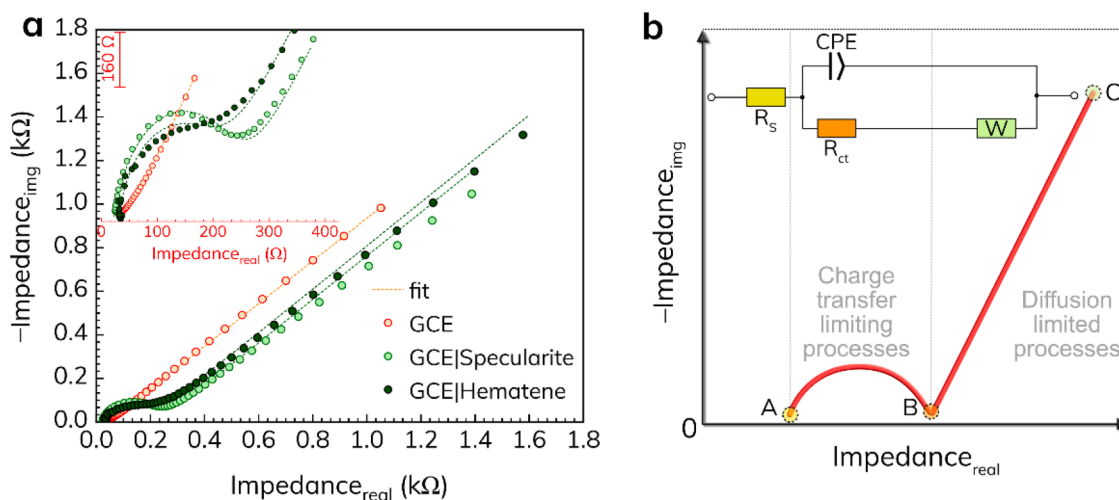 a
−Impedance_img (kΩ)
1.8
1.6
1.4
1.2
1.0
0.8
0.6
0.4
0.2
0.0
0.0 0.2 0.4 0.6 0.8 1.0 1.2 1.4 1.6 1.8
Impedance_real (kΩ)
160 Ω
0 100 200 300 400
Impedance_real (Ω)
fit
GCE
GCE|Specularite
GCE|Hematene
b
−Impedance_img
CPE
R_S
R_ct
W
C
Charge
transfer
limiting
processes
Diffusion
limited
processes
A
B
0
Impedance_real